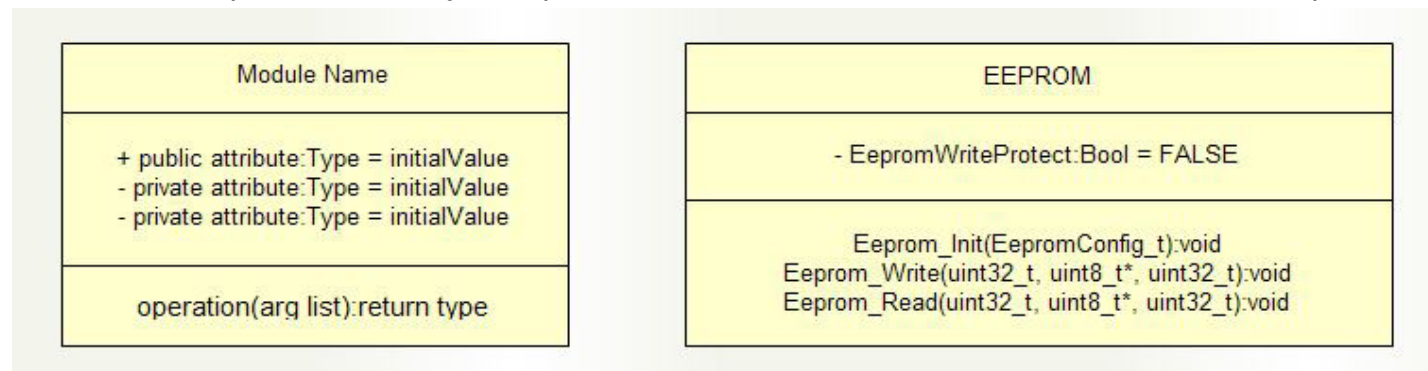 Module Name
+ public attribute:Type = initialValue
- private attribute:Type = initialValue
- private attribute:Type = initialValue
operation(arg list):return type
EEPROM
- EepromWriteProtect:Bool = FALSE
Eeprom_Init(EepromConfig_t):void
Eeprom_Write(uint32_t, uint8_t*, uint32_t):void
Eeprom_Read(uint32_t, uint8_t*, uint32_t):void